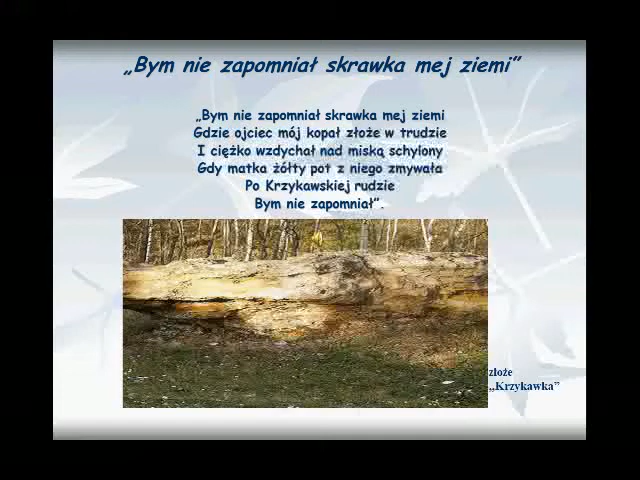 „Bym nie zapomniał skrawka mej ziemi”
„Bym nie zapomniał skrawka mej ziemi
Gdzie ojciec mój kopał złoże w trudzie
I ciężko wzdychał nad miską schylony
Gdy matka żółty pot z niego zmywała
Po Krzykawskiej rudzie
Bym nie zapomniał”.
złoże
„Krzykawka”